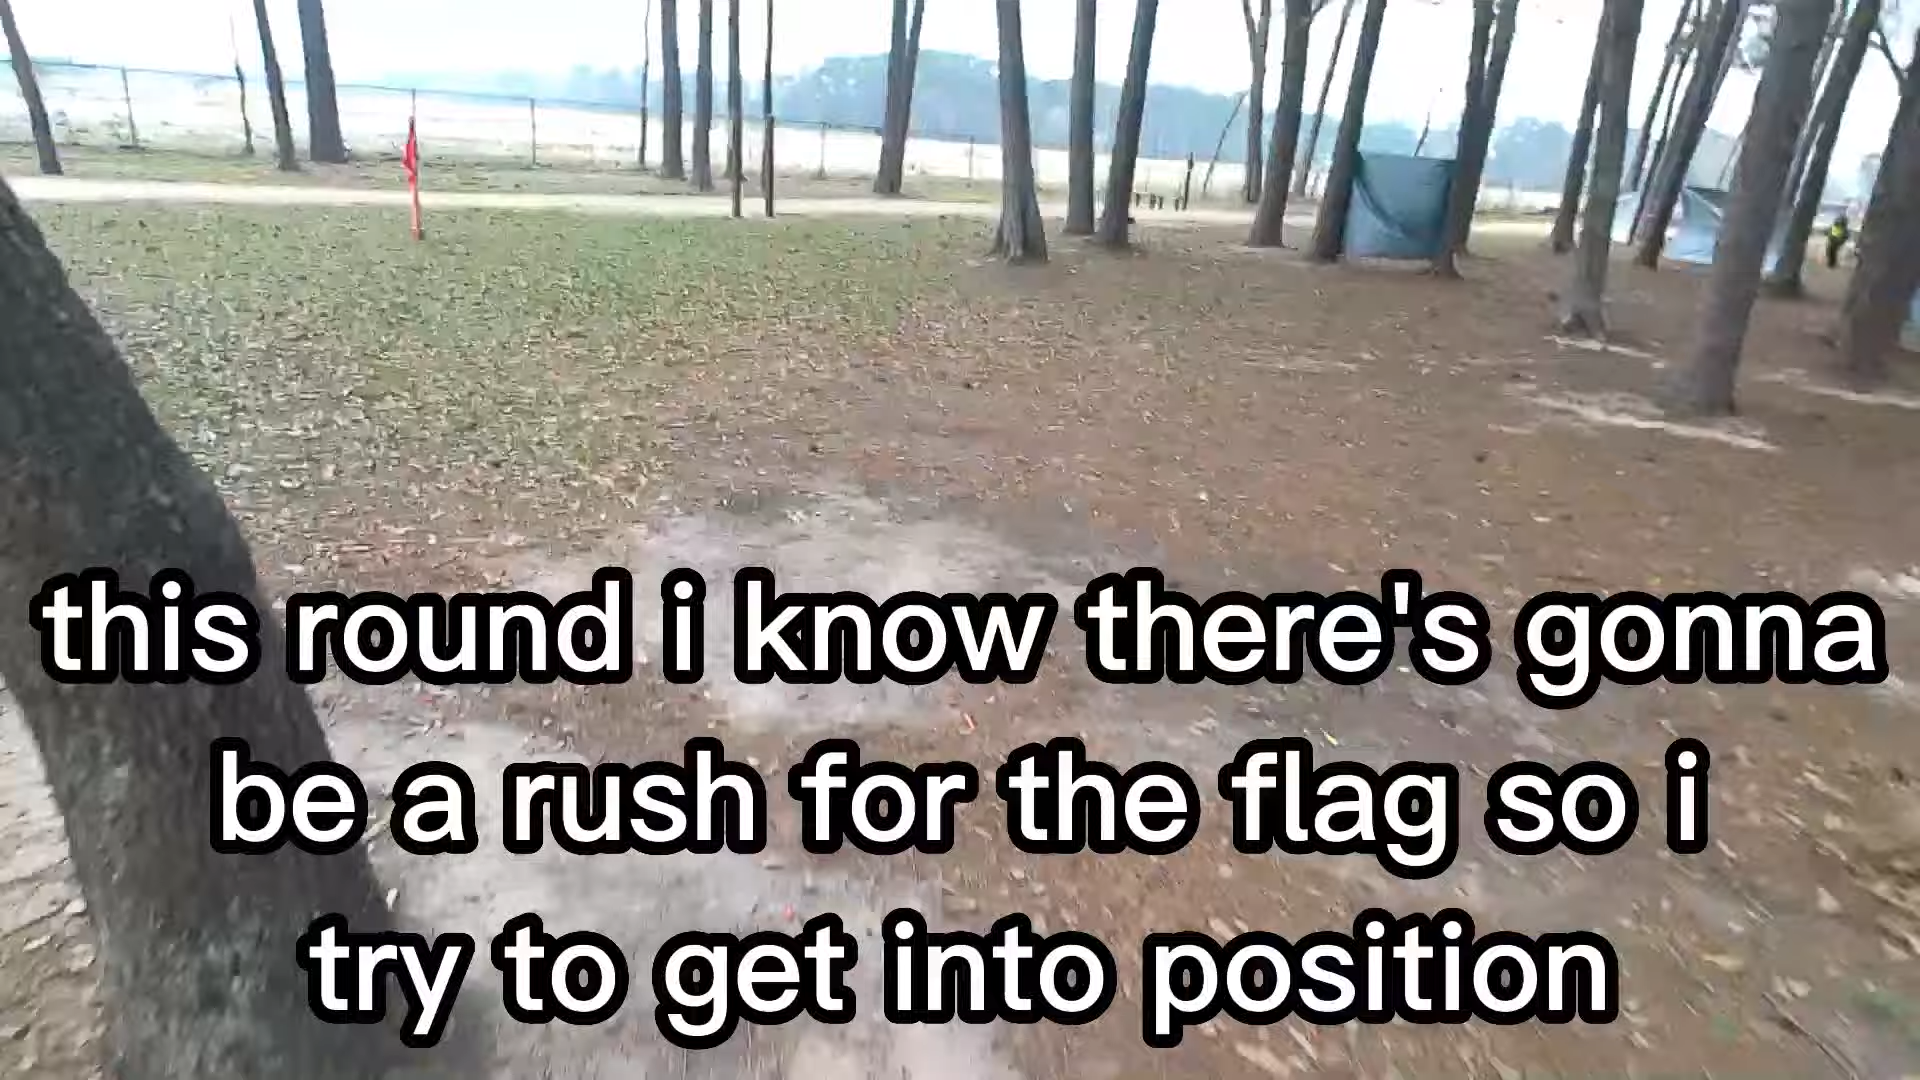 this round i know there's gonna
be a rush for the flag so i
try to get into position